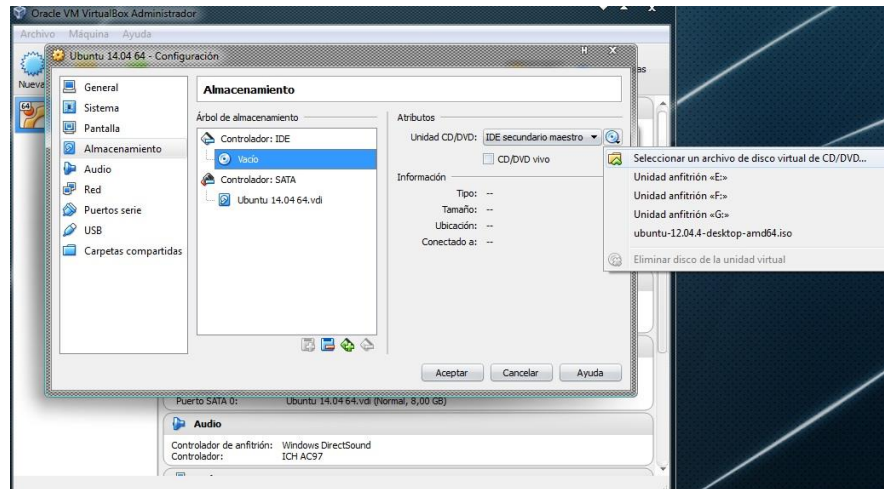 Oracle VM VirtualBox Administrador
Archivo Máquina Ayuda
Ubuntu 14.04 64 - Configuración
Nueva
64
General
Sistema
Pantalla
Almacenamiento
Audio
Red
Puertos serie
USB
Carpetas compartidas
Almacenamiento
Árbol de almacenamiento
Controlador: IDE
Vacío
Controlador: SATA
Ubuntu 14.04 64.vdi
Atributos
Unidad CD/DVD: IDE secundario maestro
CD/DVD vivo
Información
Tipo: --
Tamaño: --
Ubicación: --
Conectado a: --
Seleccionar un archivo de disco virtual de CD/DVD...
Unidad anfitrión «E:»
Unidad anfitrión «F:»
Unidad anfitrión «G:»
ubuntu-12.04.4-desktop-amd64.iso
Eliminar disco de la unidad virtual
Aceptar Cancelar Ayuda
Puerto SATA 0: Ubuntu 14.04 64.vdi (Normal, 8,00 GB)
Audio
Controlador de anfitrión: Windows DirectSound
Controlador: ICH AC97